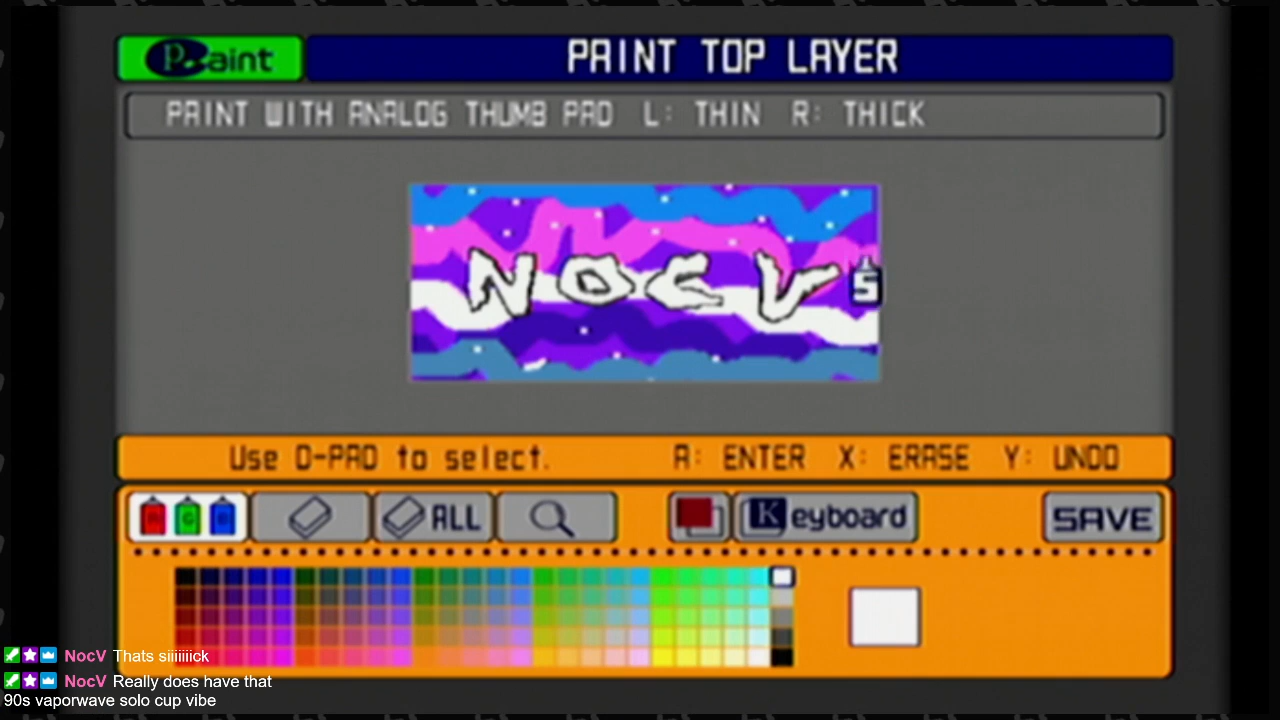 Paint
PAINT TOP LAYER
PAINT WITH ANALOG THUMB PAD L: THIN R: THICK
NOCV
S
Use D-PAD to select. A: ENTER X: ERASE Y: UNDO
R G B ALL Keyboard SAVE
NocV Thats siiiiiiick
NocV Really does have that
90s vaporwave solo cup vibe